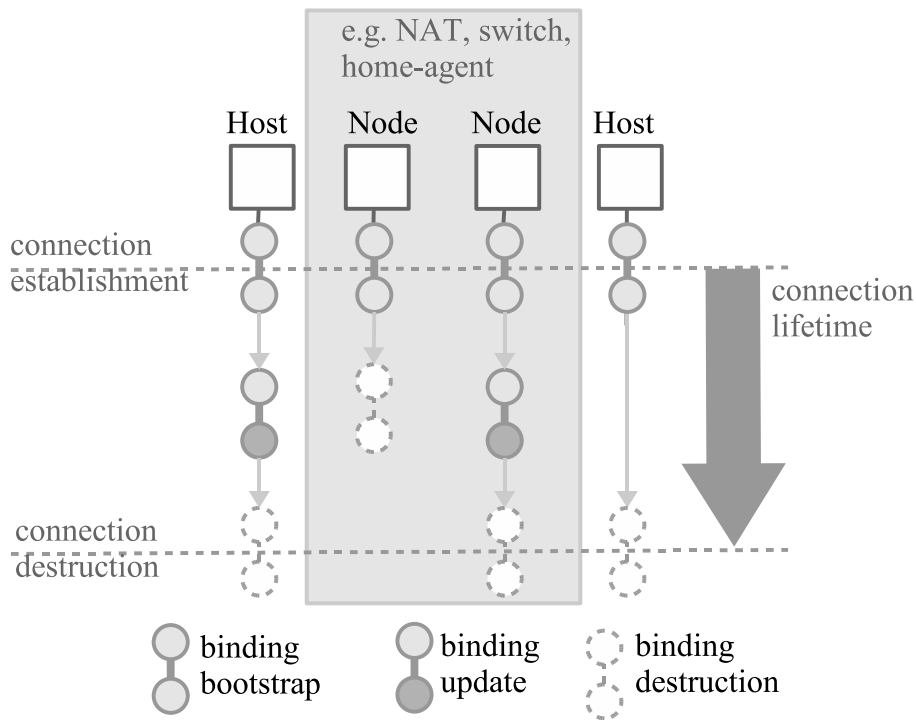 e.g. NAT, switch,
home-agent
Host
Node
Node
Host
connection
establishment
connection
lifetime
connection
destruction
binding
bootstrap
binding
update
binding
destruction